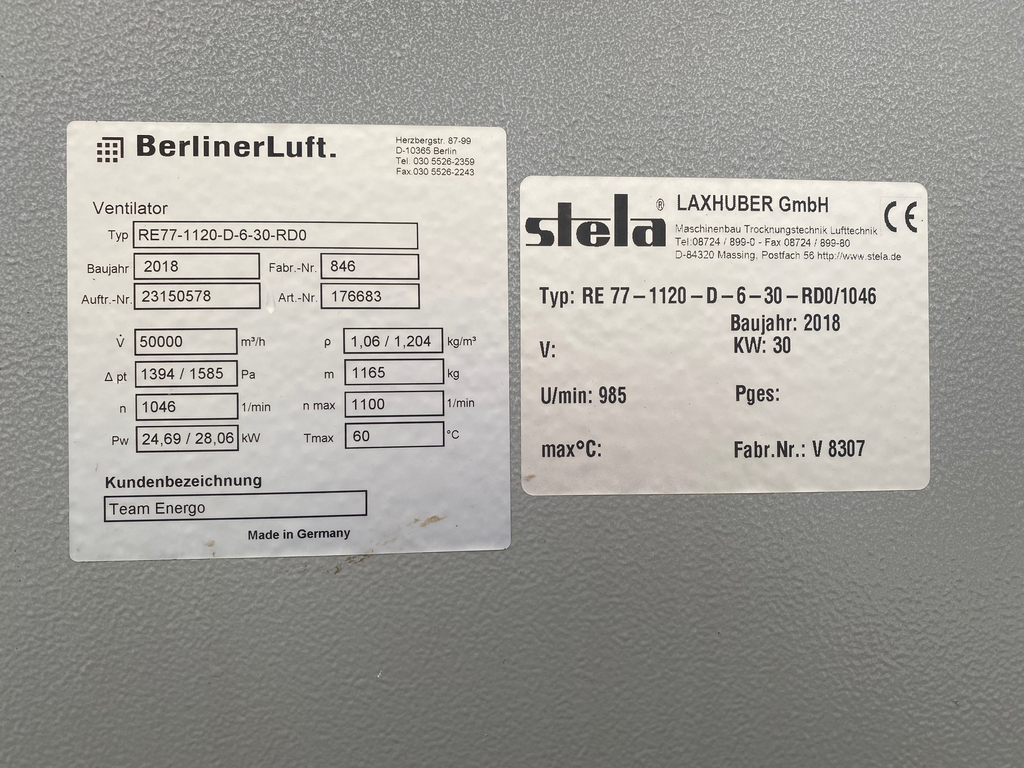 BerlinerLuft.
Herzbergstr. 87-99
D-10365 Berlin
Tel. 030 5526-2359
Fax.030 5526-2243
Ventilator
Typ RE77-1120-D-6-30-RD0
Baujahr 2018 Fabr.-Nr. 846
Auftr.-Nr. 23150578 Art.-Nr. 176683
V̇ 50000 m³/h ρ 1,06 / 1,204 kg/m³
Δ pt 1394 / 1585 Pa m 1165 kg
n 1046 1/min n max 1100 1/min
Pw 24,69 / 28,06 kW Tmax 60 °C
Kundenbezeichnung
Team Energo
Made in Germany
stela ® LAXHUBER GmbH CE
Maschinenbau Trocknungstechnik Lufttechnik
Tel:08724 / 899-0 - Fax 08724 / 899-80
D-84320 Massing, Postfach 56 http://www.stela.de
Typ: RE 77-1120-D-6-30-RD0/1046
Baujahr: 2018
V: KW: 30
U/min: 985 Pges:
max°C: Fabr.Nr.: V 8307